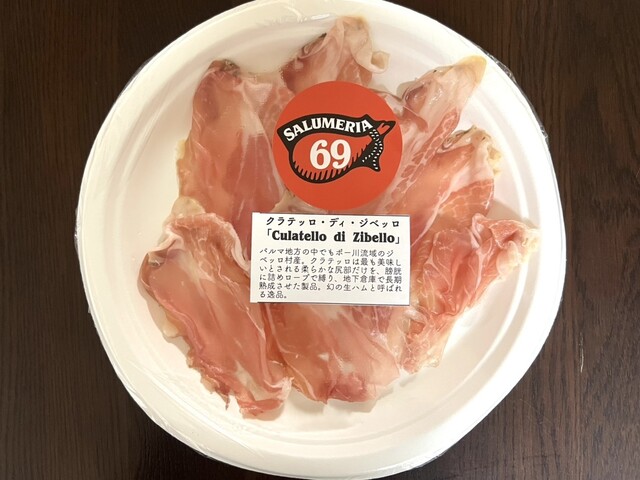 SALUMERIA
69
クラテッロ・ディ・ジベッロ
「Culatello di Zibello」
パルマ地方の中でもポー川流域のジ
ベッロ村産。クラテッロは最も美味し
いとされる柔らかな尻部だけを、膀胱
に詰めロープで縛り、地下倉庫で長期
熟成させた製品。幻の生ハムと呼ばれ
る逸品。